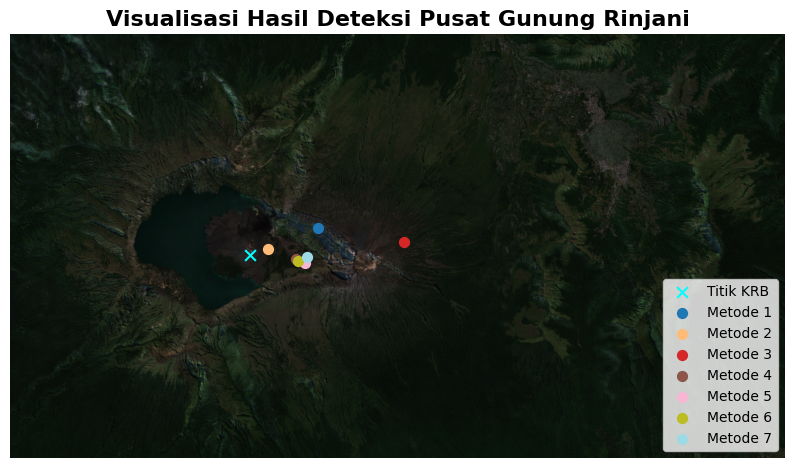 Visualisasi Hasil Deteksi Pusat Gunung Rinjani
Titik KRB
Metode 1
Metode 2
Metode 3
Metode 4
Metode 5
Metode 6
Metode 7